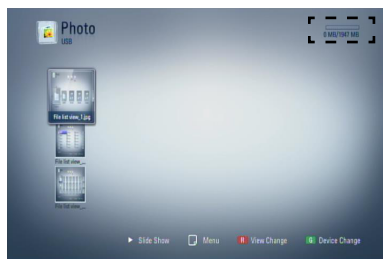 Photo
USB
0 MB/1947 MB
File list view_1.jpg
File list view_...
File list view_...
Slide Show
Menu
R View Change
G Device Change